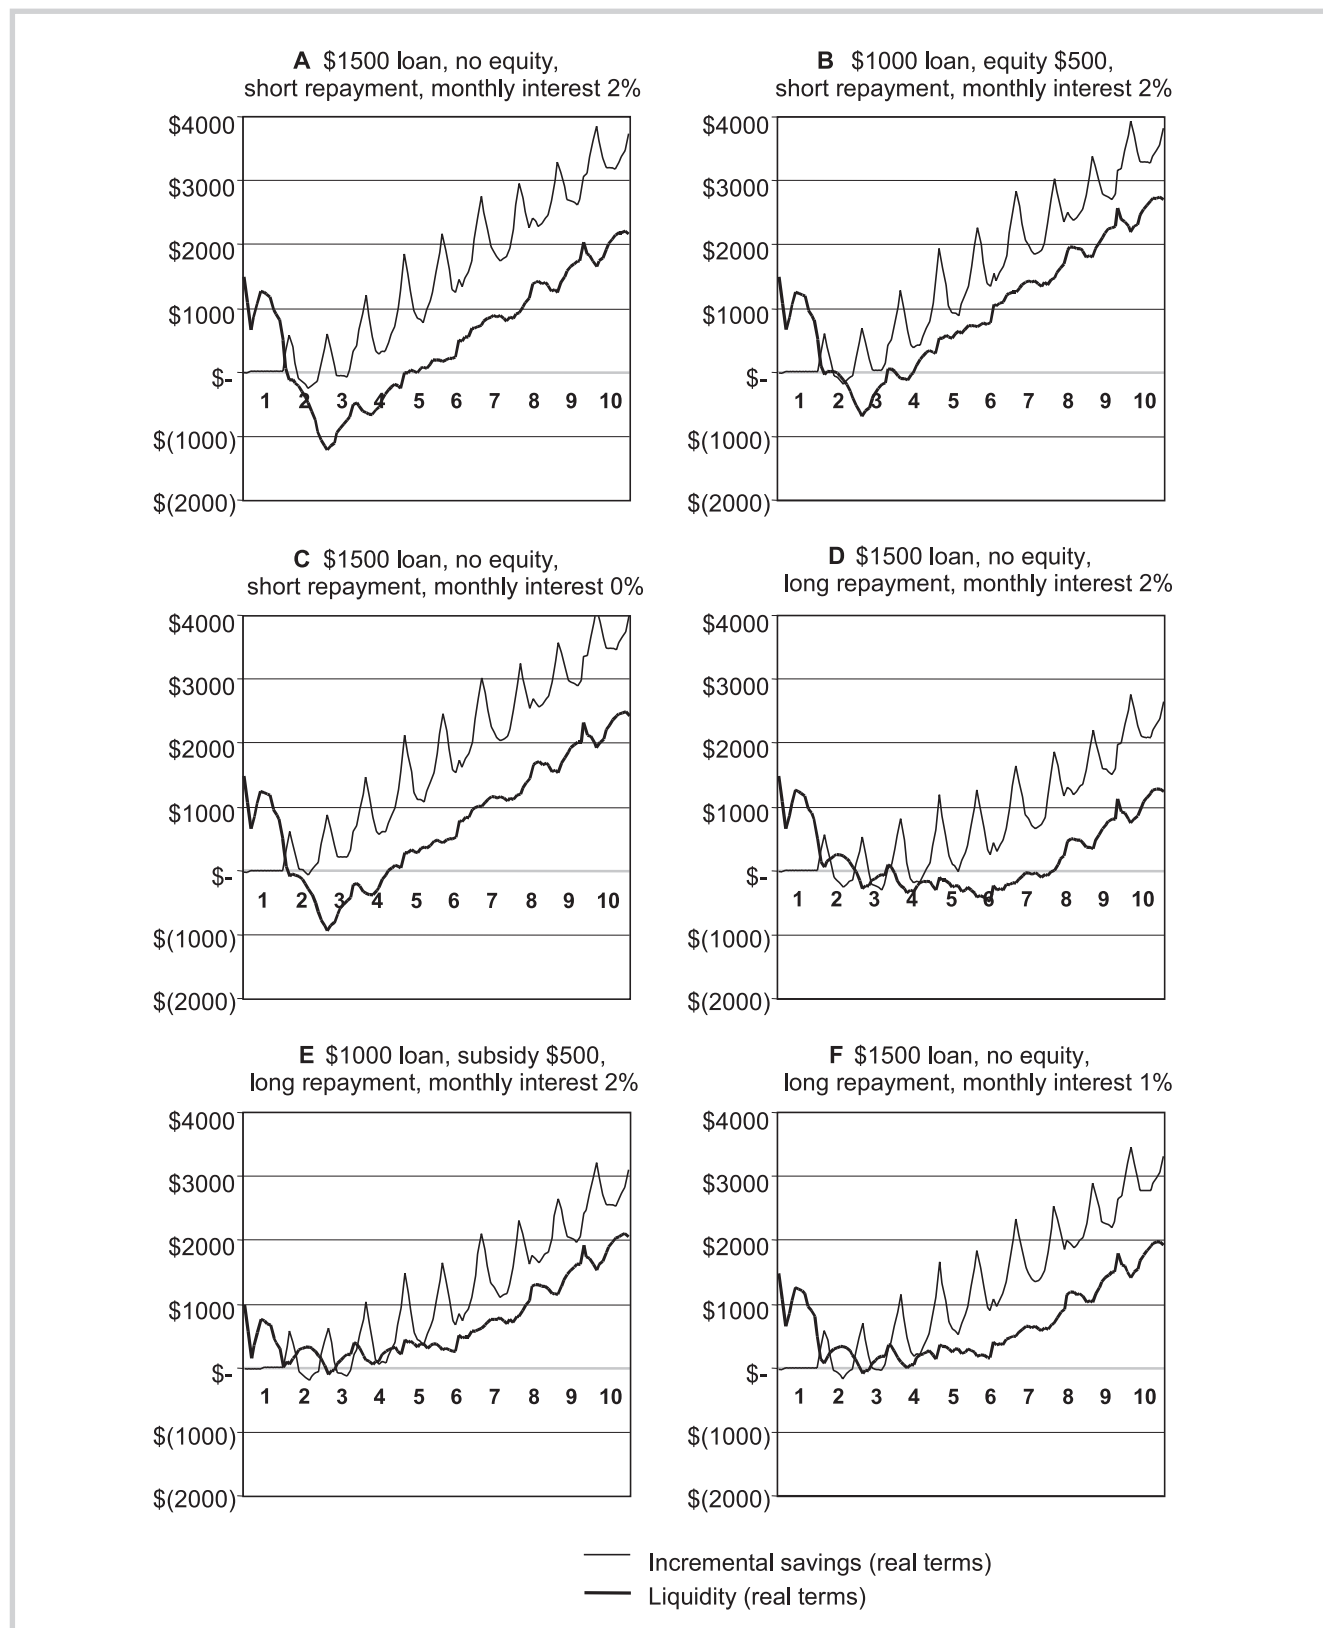 A $1500 loan, no equity,
short repayment, monthly interest 2%
$4000
$3000
$2000
$1000
$-
$(1000)
$(2000)
1 2 3 4 5 6 7 8 9 10
B $1000 loan, equity $500,
short repayment, monthly interest 2%
$4000
$3000
$2000
$1000
$-
$(1000)
$(2000)
1 2 3 4 5 6 7 8 9 10
C $1500 loan, no equity,
short repayment, monthly interest 0%
$4000
$3000
$2000
$1000
$-
$(1000)
$(2000)
1 2 3 4 5 6 7 8 9 10
D $1500 loan, no equity,
long repayment, monthly interest 2%
$4000
$3000
$2000
$1000
$-
$(1000)
$(2000)
1 2 3 4 5 6 7 8 9 10
E $1000 loan, subsidy $500,
long repayment, monthly interest 2%
$4000
$3000
$2000
$1000
$-
$(1000)
$(2000)
1 2 3 4 5 6 7 8 9 10
F $1500 loan, no equity,
long repayment, monthly interest 1%
$4000
$3000
$2000
$1000
$-
$(1000)
$(2000)
1 2 3 4 5 6 7 8 9 10
Incremental savings (real terms)
Liquidity (real terms)